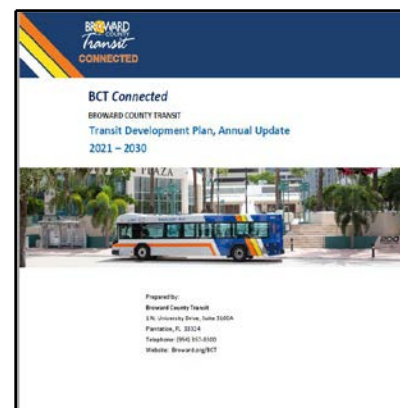 BROWARD
COUNTY
Transit
CONNECTED
BCT Connected
BROWARD COUNTY TRANSIT
Transit Development Plan, Annual Update
2021 – 2030
PLAZA
Prepared by:
Broward County Transit
1 N. University Drive, Suite 3100A
Plantation, FL 33324
Telephone: (954) 357-8300
Website: Broward.org/BCT